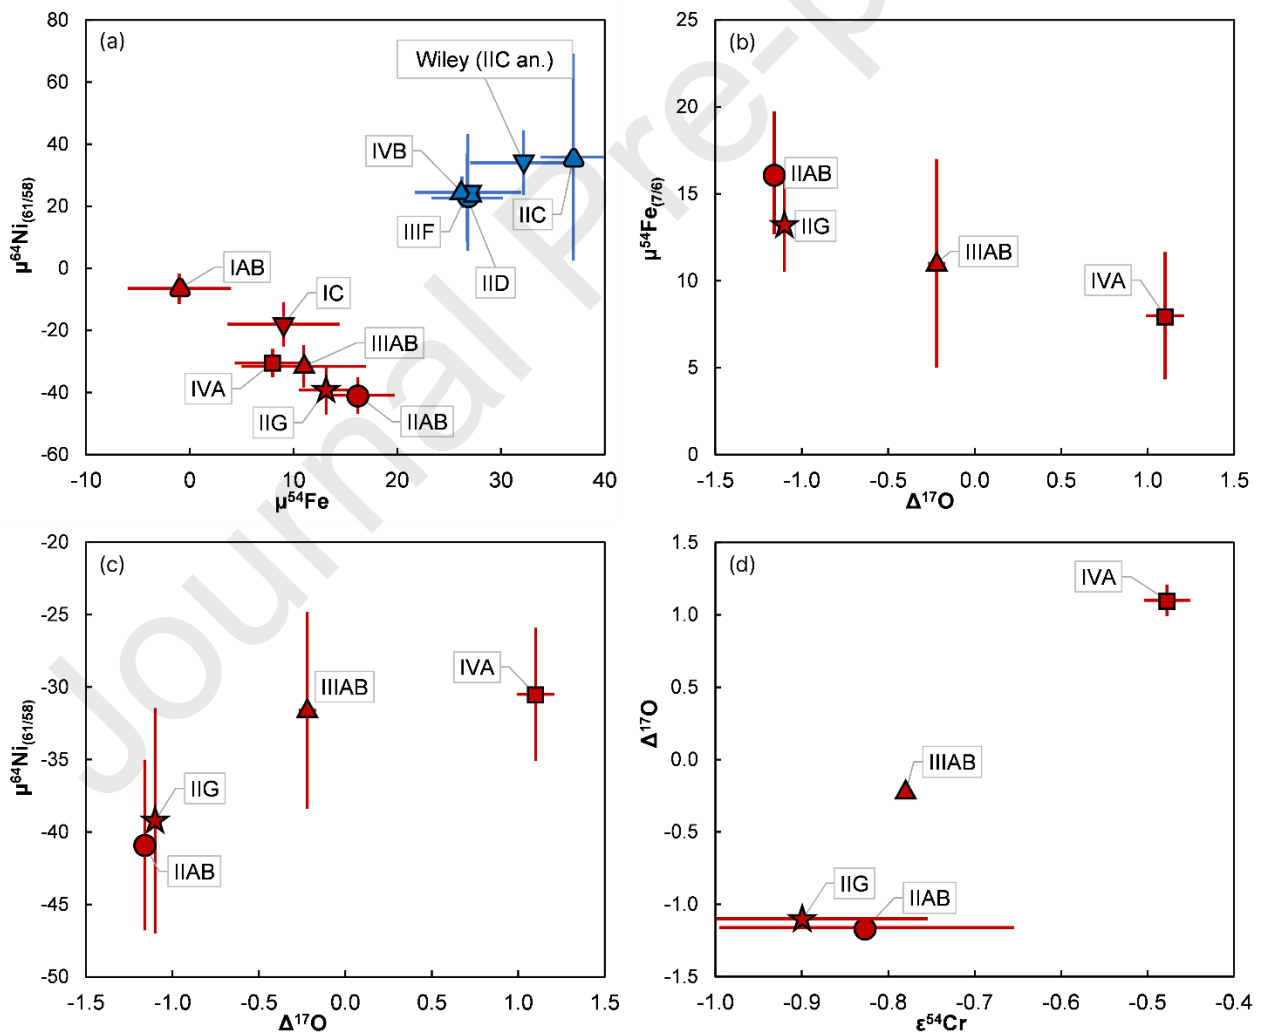 (a)
80
60
40
20
0
-20
-40
-60
μ⁶⁴Ni(61/58)
Wiley (IIC an.)
IVB
IIIF
IID
IIC
IAB
IC
IIIAB
IVA
IIG
IIAB
-10 0 10 20 30 40
μ⁵⁴Fe
(b)
25
20
15
10
5
0
μ⁵⁴Fe(7/6)
IIAB
IIG
IIIAB
IVA
-1.5 -1.0 -0.5 0.0 0.5 1.0 1.5
Δ¹⁷O
(c)
-20
-25
-30
-35
-40
-45
-50
μ⁶⁴Ni(61/58)
IIIAB
IVA
IIG
IIAB
-1.5 -1.0 -0.5 0.0 0.5 1.0 1.5
Δ¹⁷O
(d)
1.5
1.0
0.5
0.0
-0.5
-1.0
-1.5
Δ¹⁷O
IVA
IIIAB
IIG
IIAB
-1.0 -0.9 -0.8 -0.7 -0.6 -0.5 -0.4
ε⁵⁴Cr
Journal Pre-p